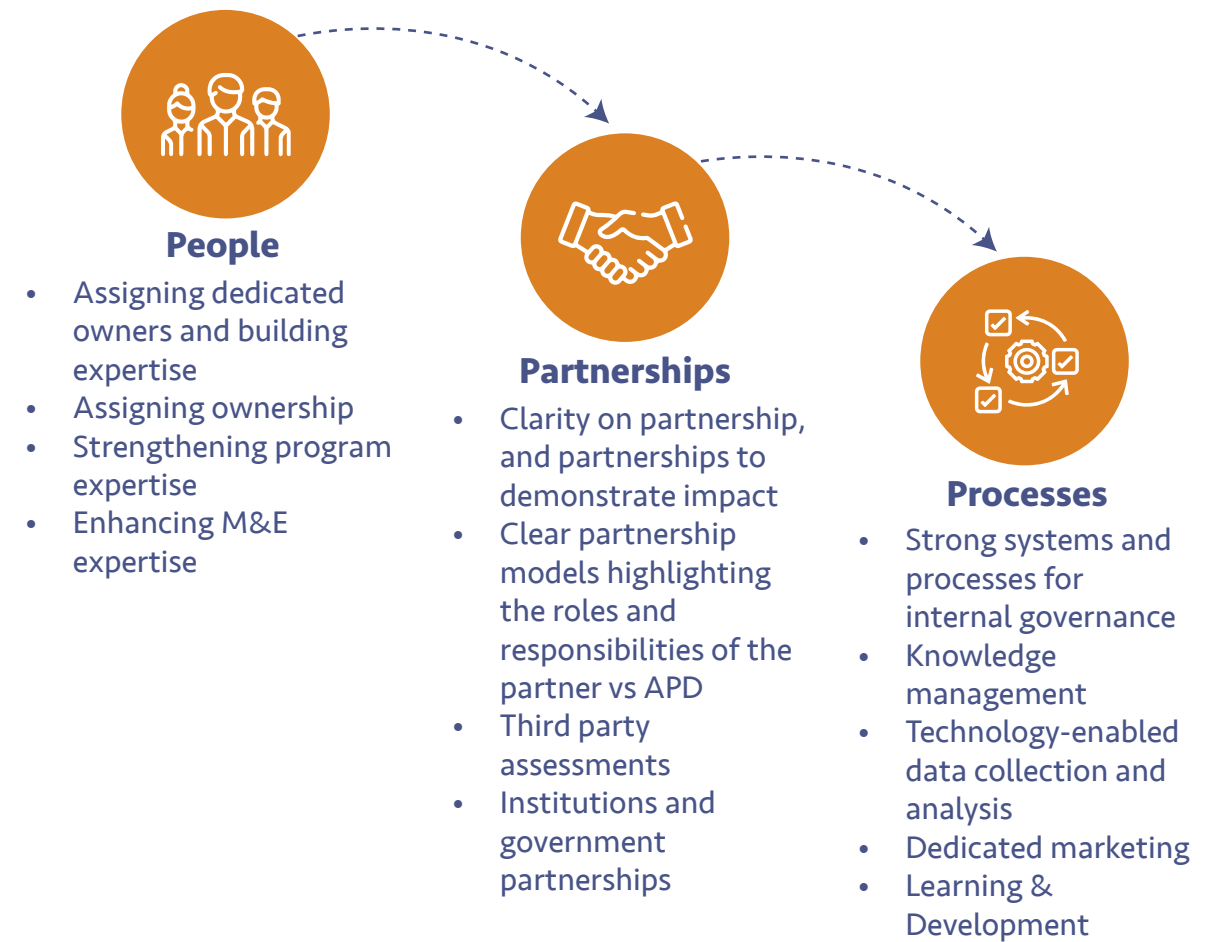 People
• Assigning dedicated
owners and building
expertise
• Assigning ownership
• Strengthening program
expertise
• Enhancing M&E
expertise
Partnerships
• Clarity on partnership,
and partnerships to
demonstrate impact
• Clear partnership
models highlighting
the roles and
responsibilities of the
partner vs APD
• Third party
assessments
• Institutions and
government
partnerships
Processes
• Strong systems and
processes for
internal governance
• Knowledge
management
• Technology-enabled
data collection and
analysis
• Dedicated marketing
• Learning &
Development